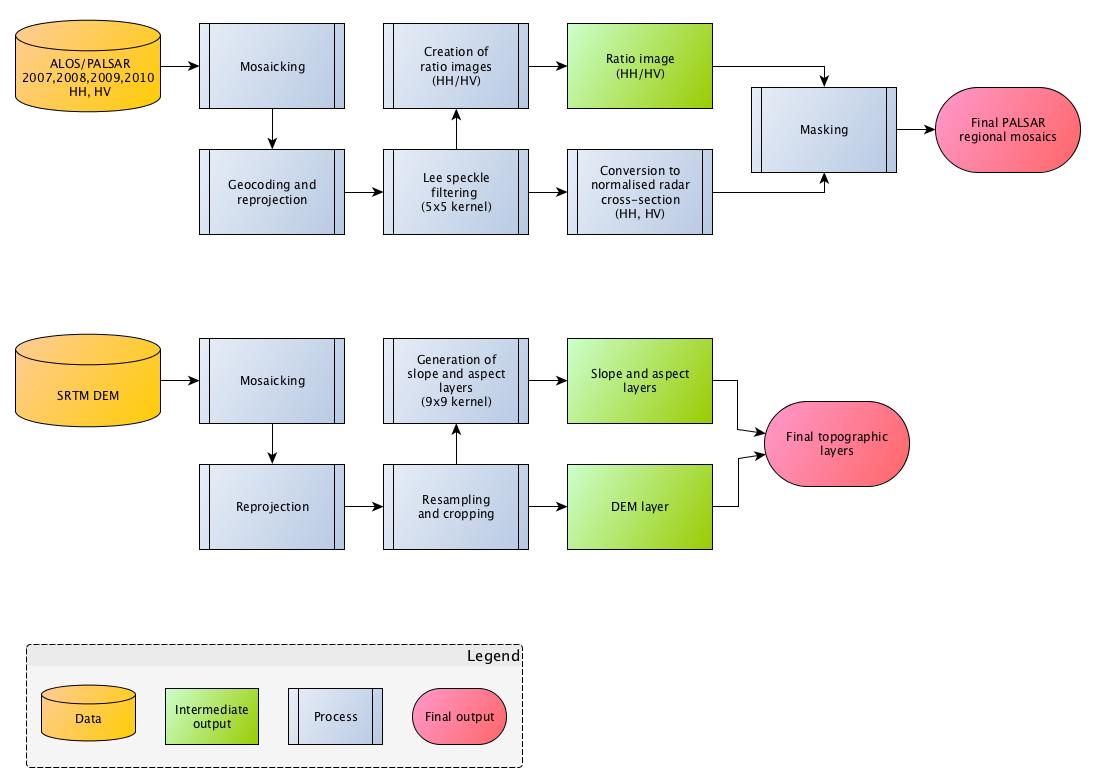 ALOS/PALSAR
2007,2008,2009,2010
HH, HV
Mosaicking
Creation of
ratio images
(HH/HV)
Ratio image
(HH/HV)
Masking
Final PALSAR
regional mosaics
Geocoding and
reprojection
Lee speckle
filtering
(5x5 kernel)
Conversion to
normalised radar
cross-section
(HH, HV)
SRTM DEM
Mosaicking
Generation of
slope and aspect
layers
(9x9 kernel)
Slope and aspect
layers
Final topographic
layers
Reprojection
Resampling
and cropping
DEM layer
Legend
Data
Intermediate
output
Process
Final output